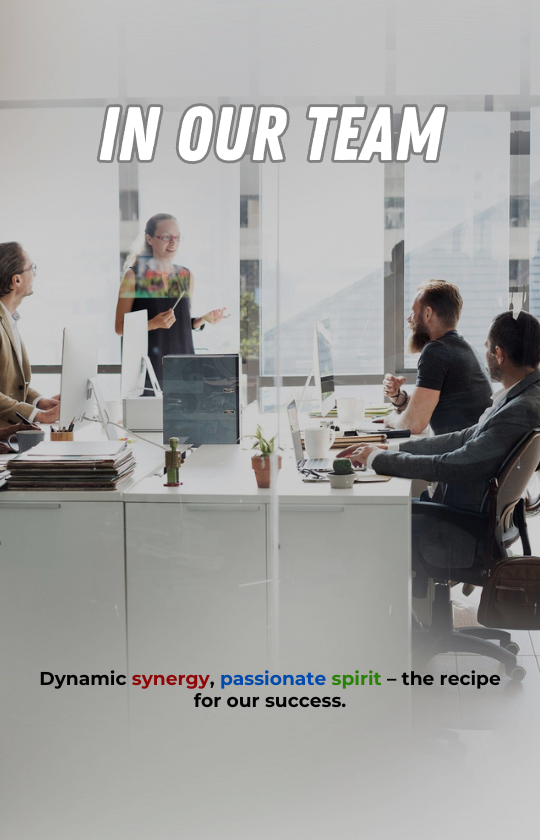 IN OUR TEAM
Dynamic synergy, passionate spirit – the recipe
for our success.